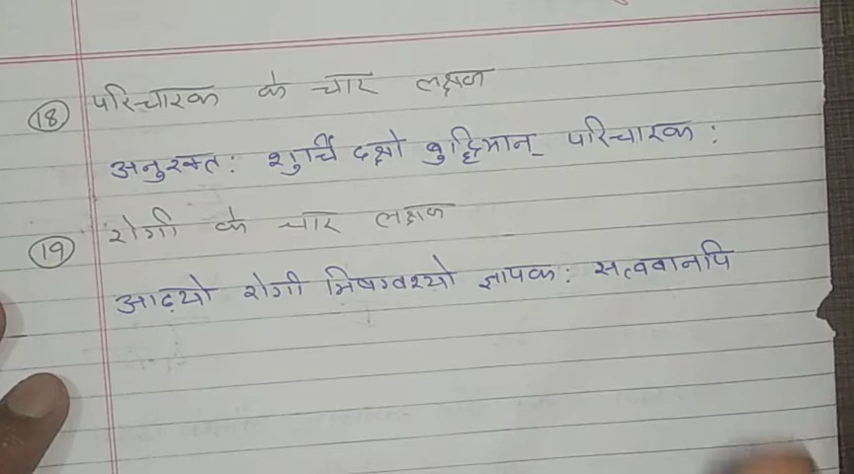 18 परिचारक के चार लक्षण
अनुरक्त: शुर्चि दक्षो बुद्धिमान् परिचारक:
19 रोगी के चार लक्षण
आढ्यो रोगी भिषग्वश्यो ज्ञापक: सत्ववानपि